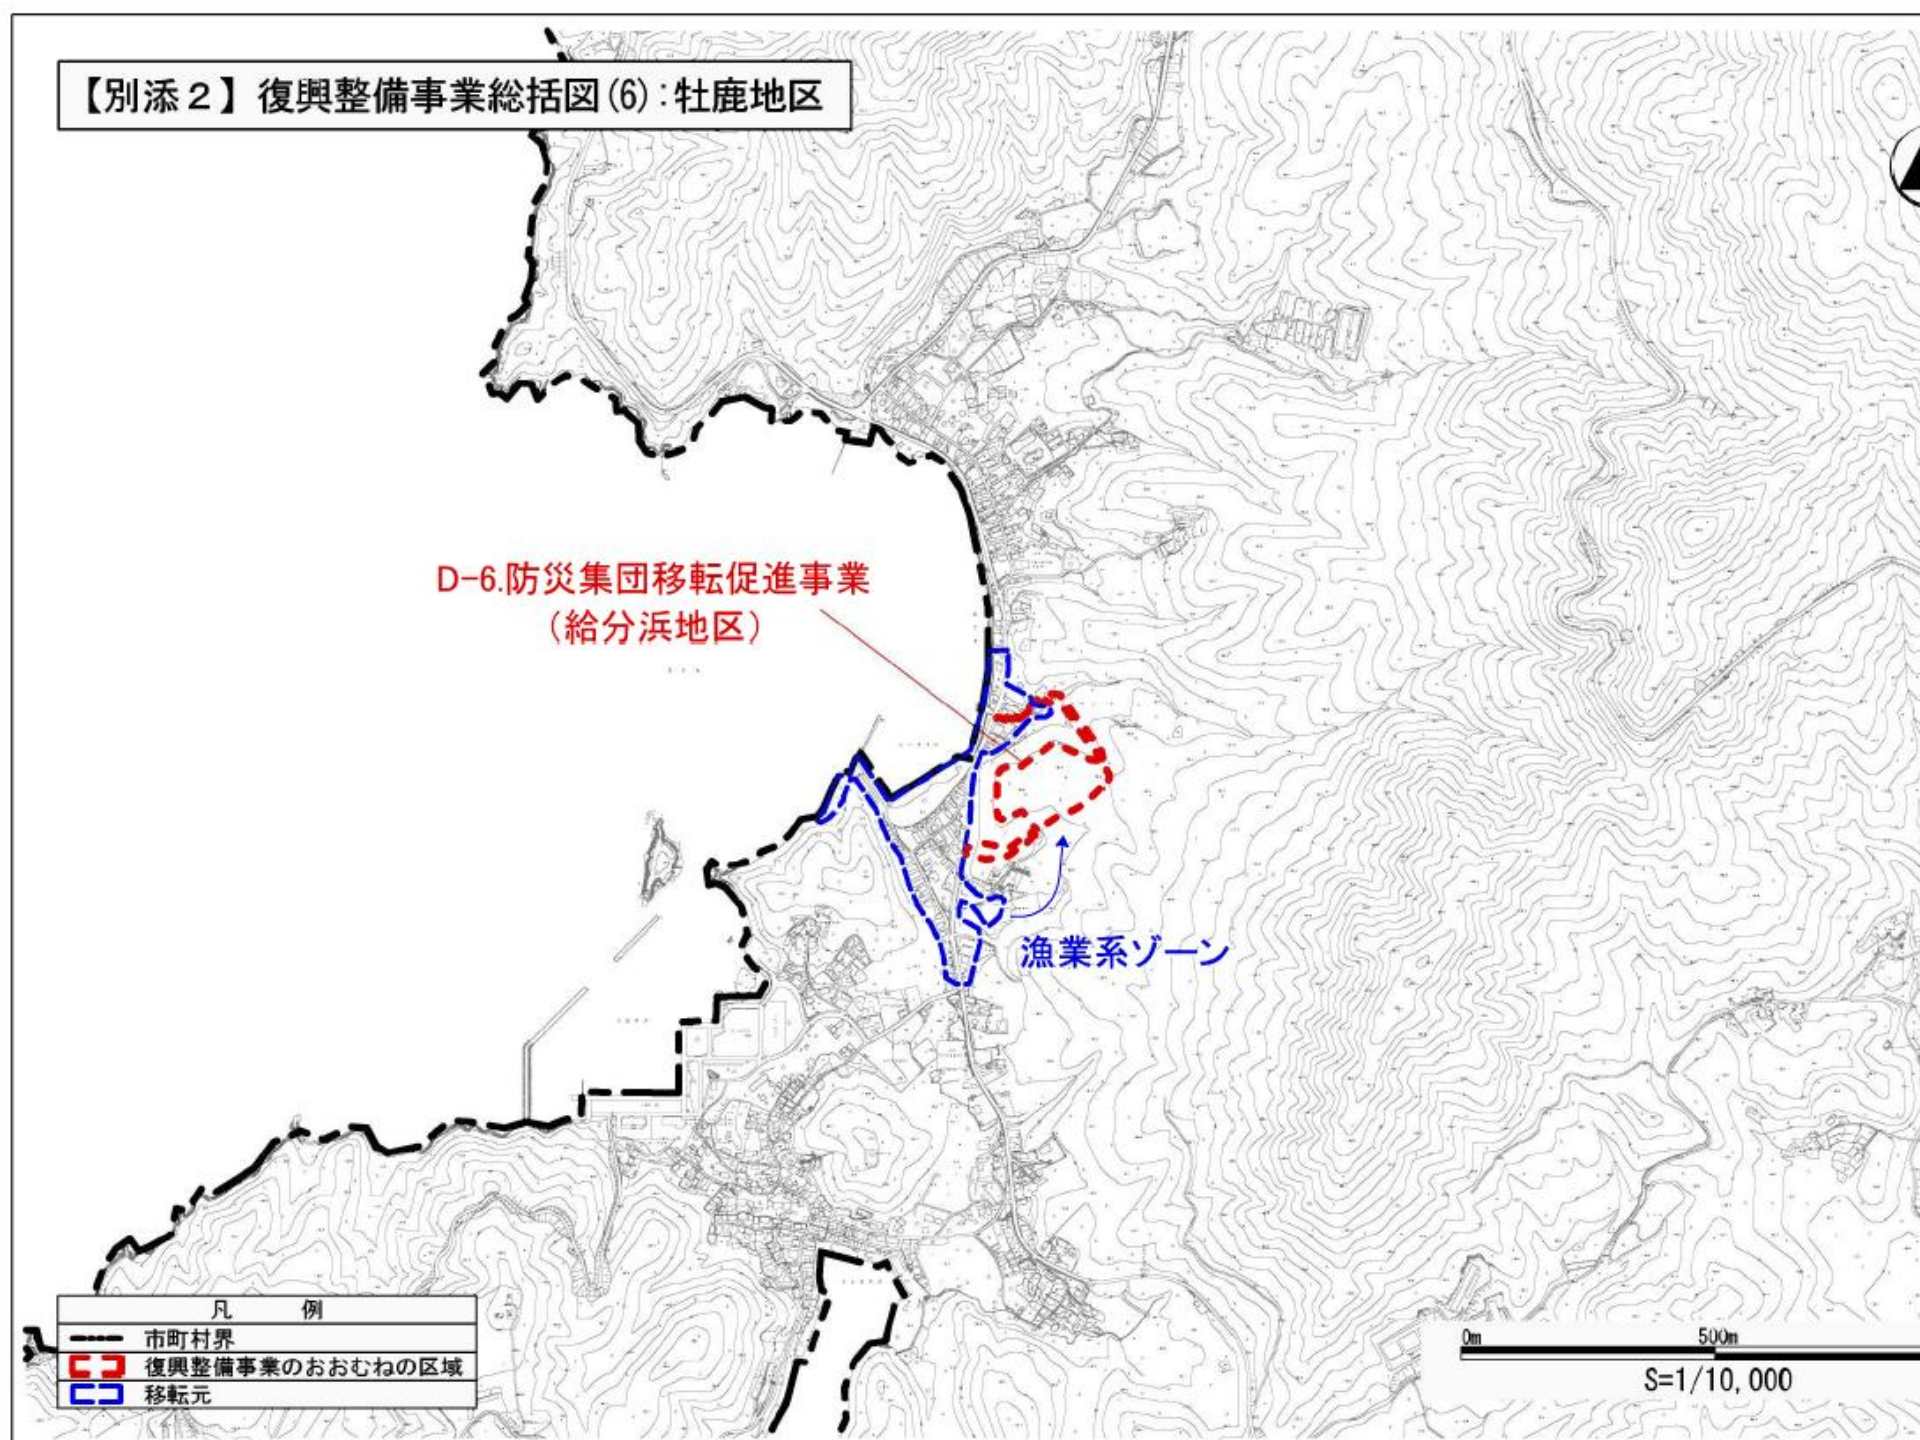 【別添２】復興整備事業総括図(6):牡鹿地区
D-6.防災集団移転促進事業
(給分浜地区)
漁業系ゾーン
凡 例
市町村界
復興整備事業のおおむねの区域
移転元
0m 500m
S=1/10,000